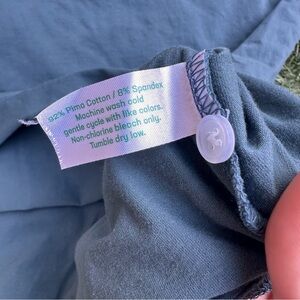 92% Pima Cotton / 8% Spandex
Machine wash cold
gentle cycle with like colors.
Non-chlorine bleach only.
Tumble dry low.